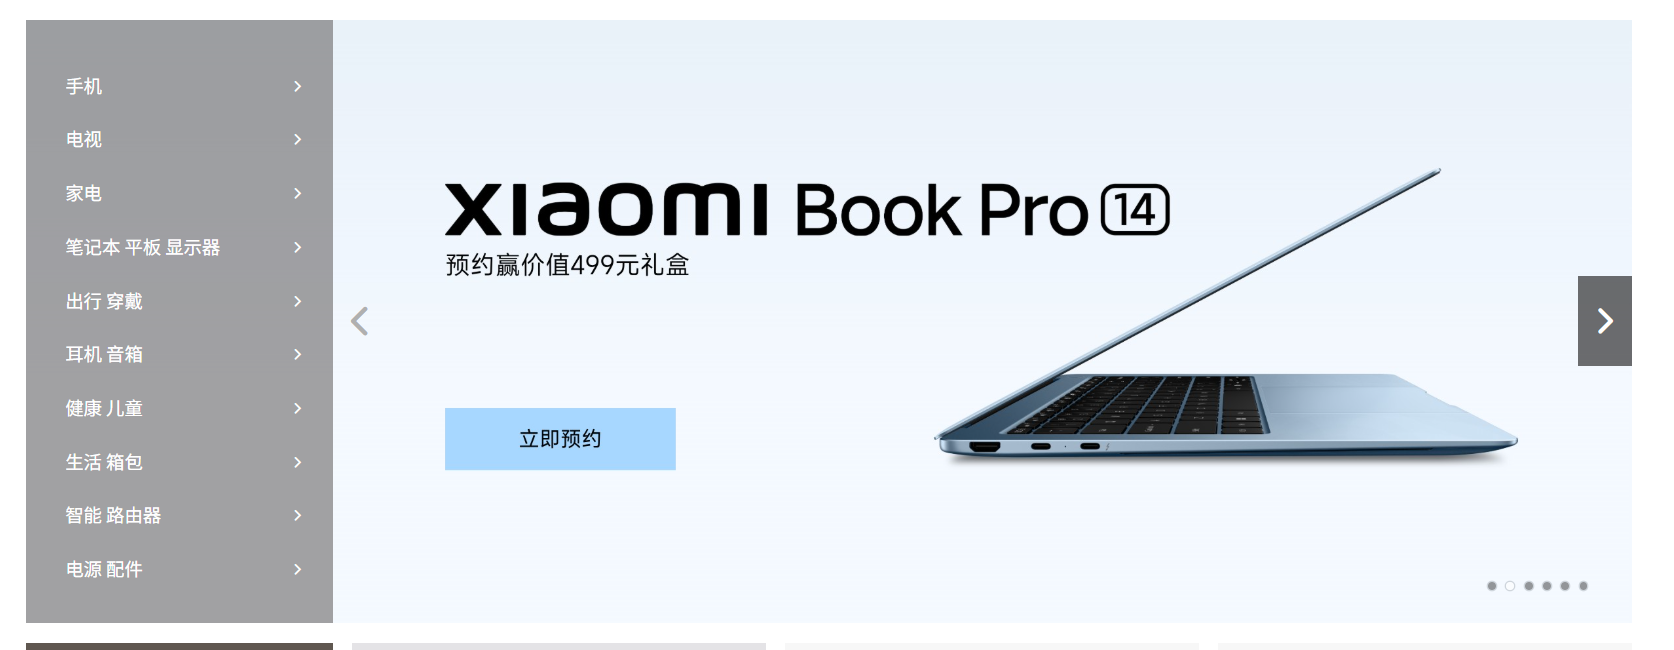 手机
电视
家电
笔记本 平板 显示器
出行 穿戴
耳机 音箱
健康 儿童
生活 箱包
智能 路由器
电源 配件
xiaomi Book Pro 14
预约赢价值499元礼盒
立即预约